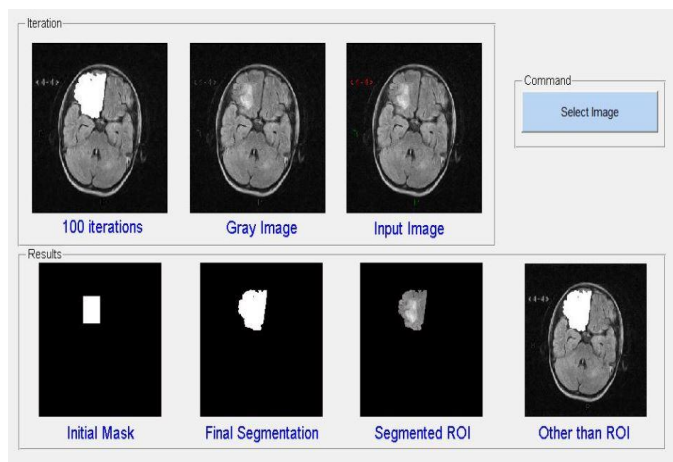 Iteration
Command
Select Image
100 iterations
Gray Image
Input Image
Results
Initial Mask
Final Segmentation
Segmented ROI
Other than ROI